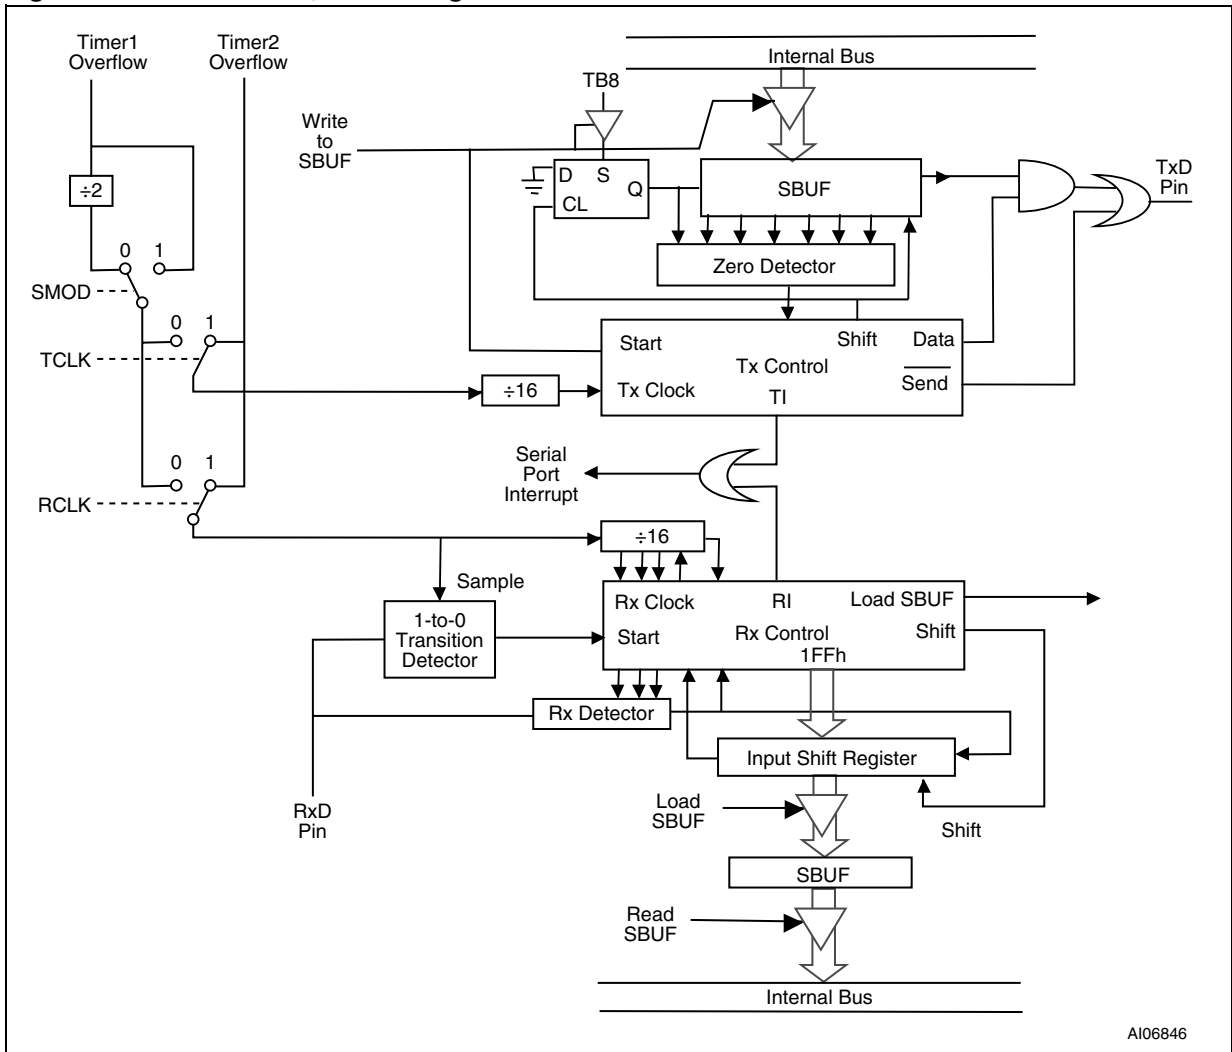 Timer1
Overflow
Timer2
Overflow
Internal Bus
TB8
Write
to
SBUF
D
S
Q
CL
SBUF
TxD
Pin
÷2
Zero Detector
0
1
SMOD
0
1
TCLK
Start
Shift
Data
Tx Control
Send
÷16
Tx Clock
TI
Serial
Port
Interrupt
0
1
RCLK
÷16
Sample
1-to-0
Transition
Detector
Rx Clock
RI
Load SBUF
Start
Rx Control
Shift
1FFh
Rx Detector
Input Shift Register
RxD
Pin
Load
SBUF
Shift
SBUF
Read
SBUF
Internal Bus
AI06846